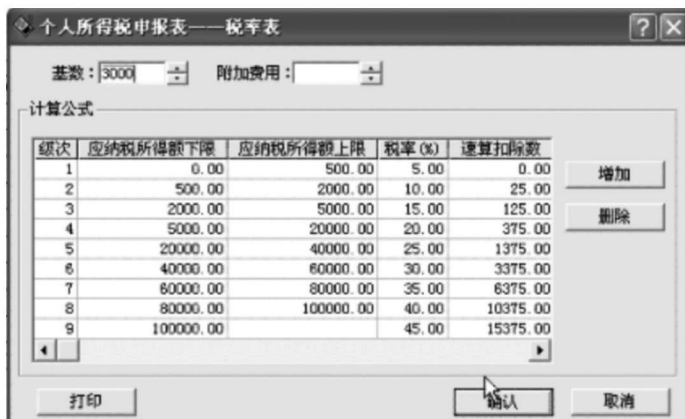 个人所得税申报表——税率表
基数：3000 附加费用：
计算公式
级次 应纳税所得额下限 应纳税所得额上限 税率(%) 速算扣除数
1 0.00 500.00 5.00 0.00
2 500.00 2000.00 10.00 25.00
3 2000.00 5000.00 15.00 125.00
4 5000.00 20000.00 20.00 375.00
5 20000.00 40000.00 25.00 1375.00
6 40000.00 60000.00 30.00 3375.00
7 60000.00 80000.00 35.00 6375.00
8 80000.00 100000.00 40.00 10375.00
9 100000.00 45.00 15375.00
增加
删除
打印 确认 取消